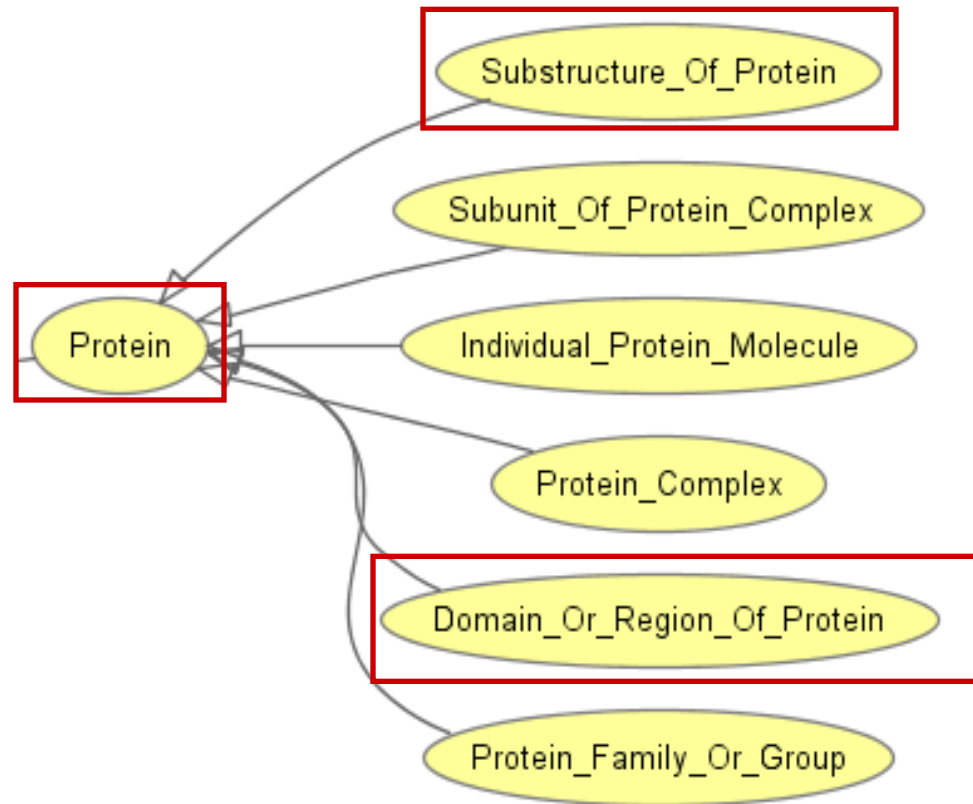 Substructure_Of_Protein
Subunit_Of_Protein_Complex
Protein
Individual_Protein_Molecule
Protein_Complex
Domain_Or_Region_Of_Protein
Protein_Family_Or_Group